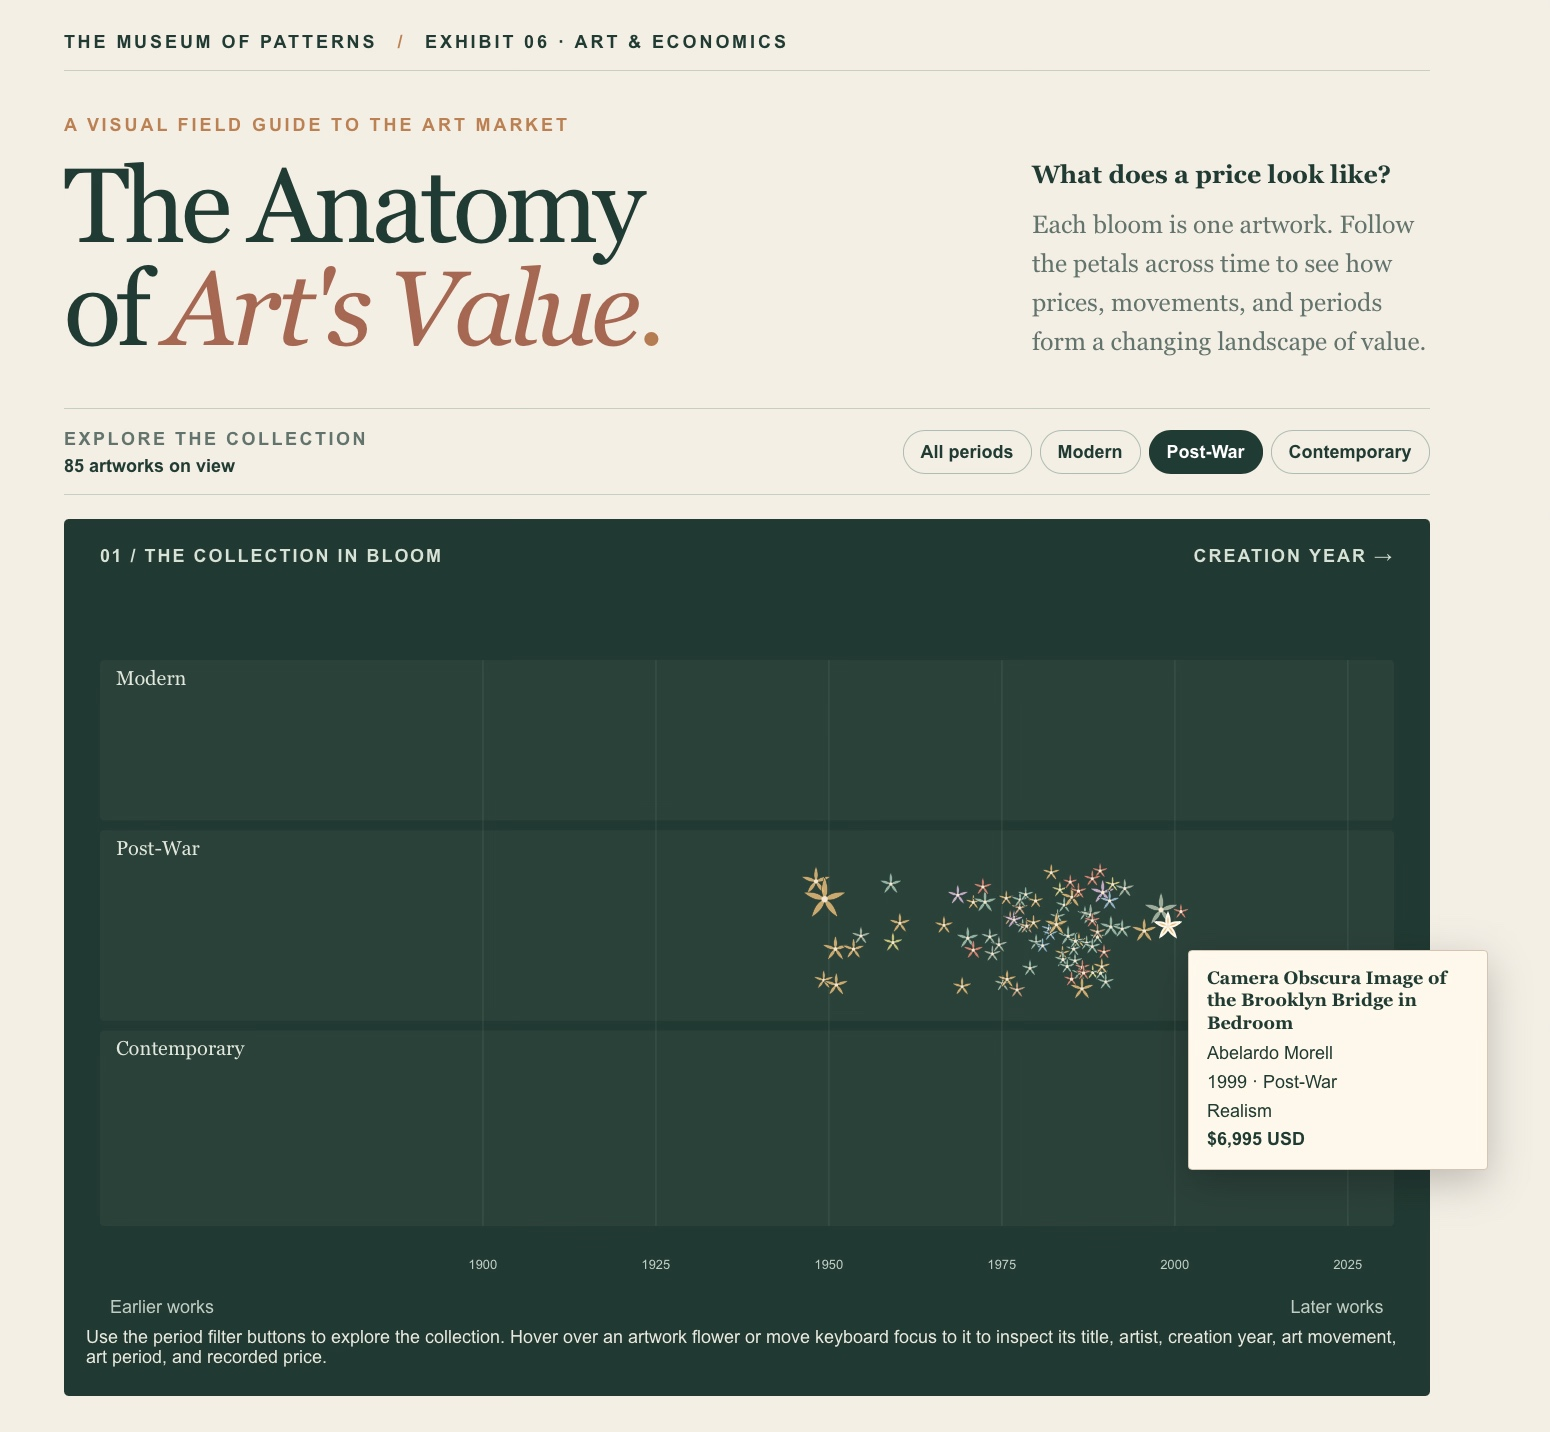 THE MUSEUM OF PATTERNS / EXHIBIT 06 · ART & ECONOMICS
A VISUAL FIELD GUIDE TO THE ART MARKET
The Anatomy
of Art's Value.
What does a price look like?
Each bloom is one artwork. Follow
the petals across time to see how
prices, movements, and periods
form a changing landscape of value.
EXPLORE THE COLLECTION
85 artworks on view
All periods
Modern
Post-War
Contemporary
01 / THE COLLECTION IN BLOOM
CREATION YEAR →
Modern
Post-War
Contemporary
Camera Obscura Image of
the Brooklyn Bridge in
Bedroom
Abelardo Morell
1999 · Post-War
Realism
$6,995 USD
1900
1925
1950
1975
2000
2025
Earlier works
Later works
Use the period filter buttons to explore the collection. Hover over an artwork flower or move keyboard focus to it to inspect its title, artist, creation year, art movement,
art period, and recorded price.